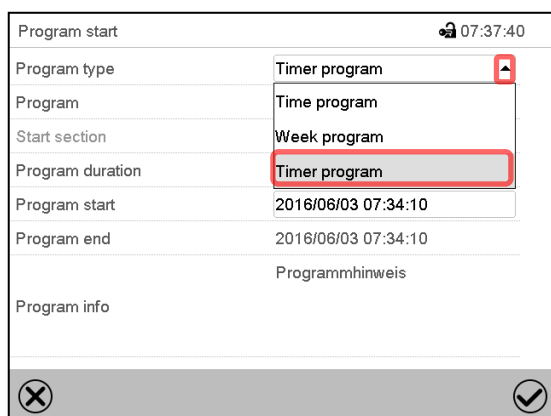 Program start 07:37:40
Program type Timer program
Program Time program
Start section Week program
Program duration Timer program
Program start 2016/06/03 07:34:10
Program end 2016/06/03 07:34:10
Programmhinweis
Program info